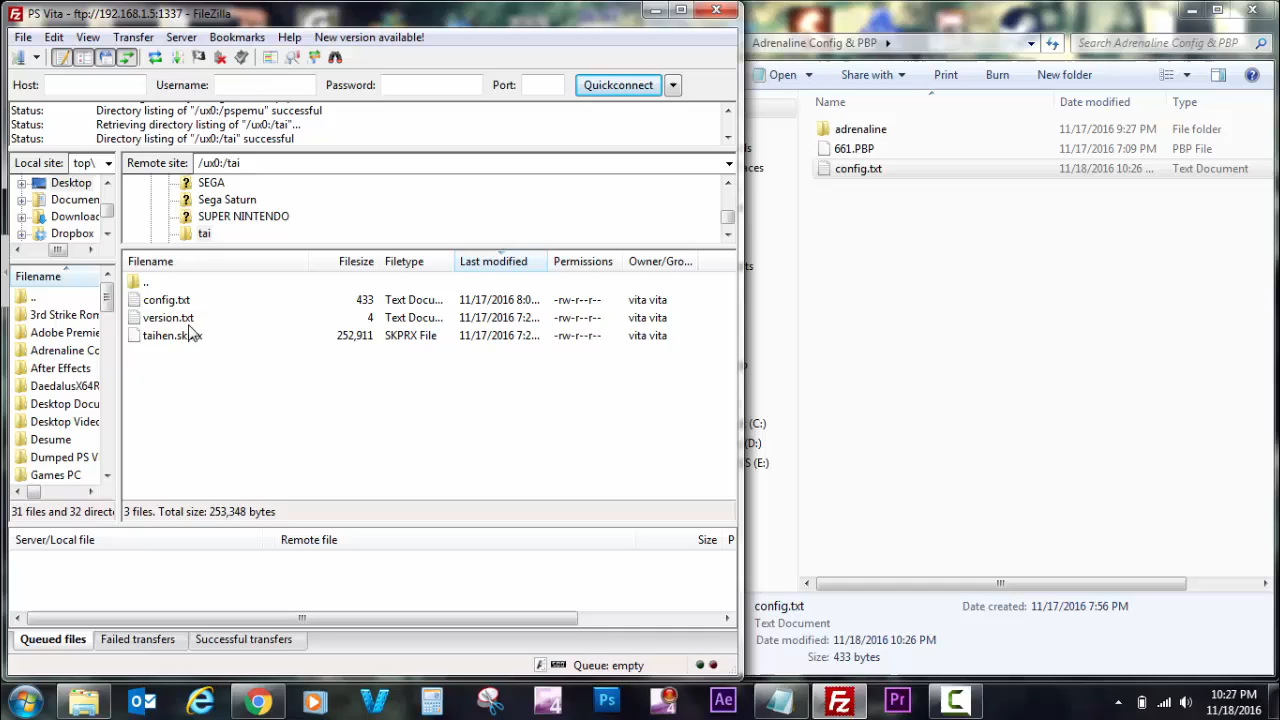 PS Vita - ftp://192.168.1.5:1337 - FileZilla
File Edit View Transfer Server Bookmarks Help New version available!
Host: Username: Password: Port: Quickconnect
Status: Directory listing of "/ux0:/pspemu" successful
Status: Retrieving directory listing of "/ux0:/tai"...
Status: Directory listing of "/ux0:/tai" successful
Local site: top\ Remote site: /ux0:/tai
Desktop
Documen
Downloac
Dropbox
SEGA
Sega Saturn
SUPER NINTENDO
tai
Filename
..
3rd Strike Rom
Adobe Premie
Adrenaline Co
After Effects
DaedalusX64R
Desktop Docu
Desktop Video
Desume
Dumped PS V
Games PC
31 files and 32 direct
Filename Filesize Filetype Last modified Permissions Owner/Gro...
..
config.txt 433 Text Docu... 11/17/2016 8:0... -rw-r--r-- vita vita
version.txt 4 Text Docu... 11/17/2016 7:2... -rw-r--r-- vita vita
taihen.sk 252,911 SKPRX File 11/17/2016 7:2... -rw-r--r-- vita vita
3 files. Total size: 253,348 bytes
Server/Local file Remote file Size P
Queued files Failed transfers Successful transfers
Queue: empty
Adrenaline Config & PBP Search Adrenaline Config & PBP
Open Share with Print Burn New folder
Name Date modified Type
adrenaline 11/17/2016 9:27 PM File folder
661.PBP 11/17/2016 7:09 PM PBP File
config.txt 11/18/2016 10:26 ... Text Document
ds
aces
ts
(C:)
(D:)
S (E:)
config.txt Date created: 11/17/2016 7:56 PM
Text Document
Date modified: 11/18/2016 10:26 PM
Size: 433 bytes
Ps
Ae
Pr
C
10:27 PM
11/18/2016